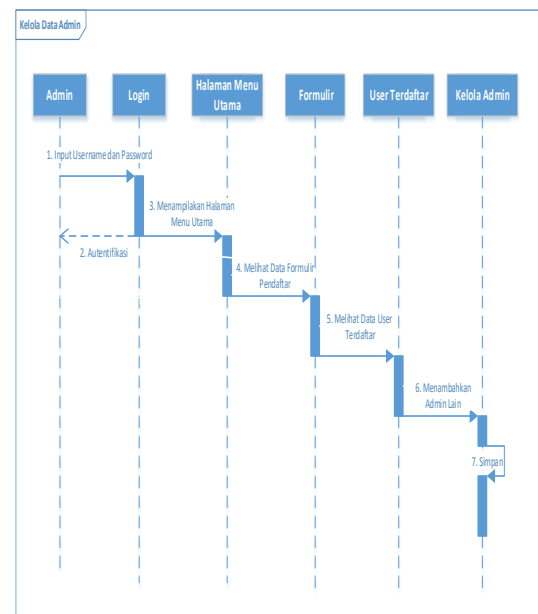 Kelola Data Admin
Admin
Login
Halaman Menu
Utama
Formulir
User Terdaftar
Kelola Admin
1. Input Username dan Password
3. Menampilakan Halaman
Menu Utama
2. Autentifikasi
4. Melihat Data Formulir
Pendaftar
5. Melihat Data User
Terdaftar
6. Menambahkan
Admin Lain
7. Simpan